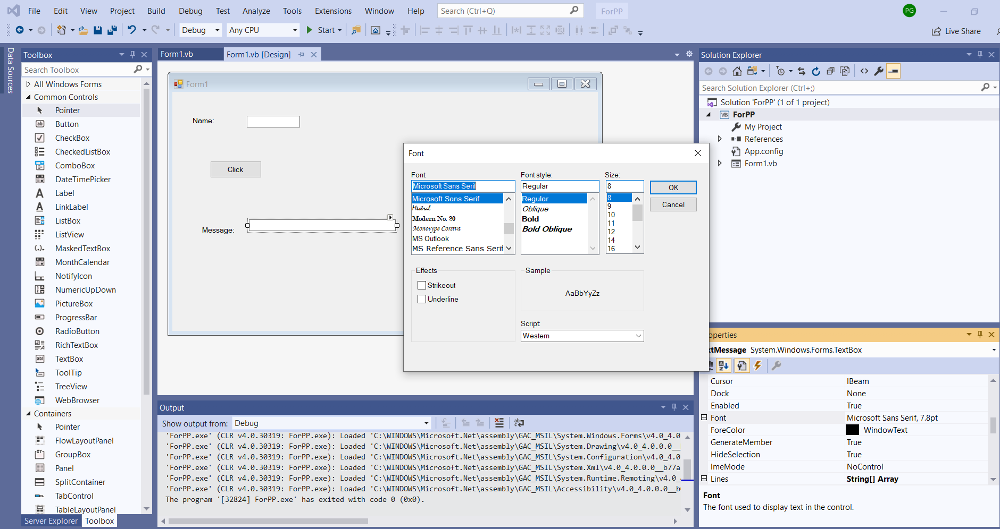 File Edit View Project Build Debug Test Analyze Tools Extensions Window Help Search (Ctrl+Q) ForPP PG
Debug Any CPU Start Live Share
Data Sources
Toolbox
Search Toolbox
All Windows Forms
Common Controls
Pointer
Button
CheckBox
CheckedListBox
ComboBox
DateTimePicker
Label
LinkLabel
ListBox
ListView
MaskedTextBox
MonthCalendar
NotifyIcon
NumericUpDown
PictureBox
ProgressBar
RadioButton
RichTextBox
TextBox
ToolTip
TreeView
WebBrowser
Containers
Pointer
FlowLayoutPanel
GroupBox
Panel
SplitContainer
TabControl
TableLayoutPanel
Server Explorer Toolbox
Form1.vb Form1.vb [Design]
Form1
Name:
Click
Message:
Font
Font:
Microsoft Sans Serif
Microsoft Sans Serif
Mistral
Modern No. 20
Monotype Corsiva
MS Outlook
MS Reference Sans Serif
Font style:
Regular
Regular
Oblique
Bold
Bold Oblique
Size:
8
8
9
10
11
12
14
16
OK
Cancel
Effects
Strikeout
Underline
Sample
AaBbYyZz
Script:
Western
Output
Show output from: Debug
'ForPP.exe' (CLR v4.0.30319: ForPP.exe): Loaded 'C:\WINDOWS\Microsoft.Net\assembly\GAC_MSIL\System.Windows.Forms\v4.0_4.0
'ForPP.exe' (CLR v4.0.30319: ForPP.exe): Loaded 'C:\WINDOWS\Microsoft.Net\assembly\GAC_MSIL\System.Drawing\v4.0_4.0.0.0__
'ForPP.exe' (CLR v4.0.30319: ForPP.exe): Loaded 'C:\WINDOWS\Microsoft.Net\assembly\GAC_MSIL\System.Configuration\v4.0_4.0
'ForPP.exe' (CLR v4.0.30319: ForPP.exe): Loaded 'C:\WINDOWS\Microsoft.Net\assembly\GAC_MSIL\System.Xml\v4.0_4.0.0.0__b77a
'ForPP.exe' (CLR v4.0.30319: ForPP.exe): Loaded 'C:\WINDOWS\Microsoft.Net\assembly\GAC_MSIL\System.Runtime.Remoting\v4.0_
'ForPP.exe' (CLR v4.0.30319: ForPP.exe): Loaded 'C:\WINDOWS\Microsoft.Net\assembly\GAC_MSIL\Accessibility\v4.0_4.0.0.0__b
The program '[32824] ForPP.exe' has exited with code 0 (0x0).
Solution Explorer
Search Solution Explorer (Ctrl+;)
Solution 'ForPP' (1 of 1 project)
VB ForPP
My Project
References
App.config
Form1.vb
operties
tMessage System.Windows.Forms.TextBox
Cursor IBeam
Dock None
Enabled True
Font Microsoft Sans Serif, 7.8pt
ForeColor WindowText
GenerateMember True
HideSelection True
ImeMode NoControl
Lines String[] Array
Font
The font used to display text in the control.